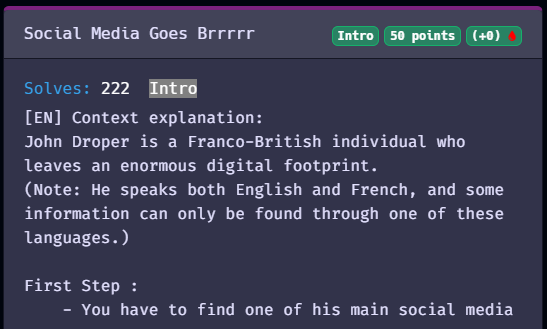 Social Media Goes Brrrrr
Intro 50 points (+0)
Solves: 222 Intro
[EN] Context explanation:
John Droper is a Franco-British individual who
leaves an enormous digital footprint.
(Note: He speaks both English and French, and some
information can only be found through one of these
languages.)
First Step :
- You have to find one of his main social media